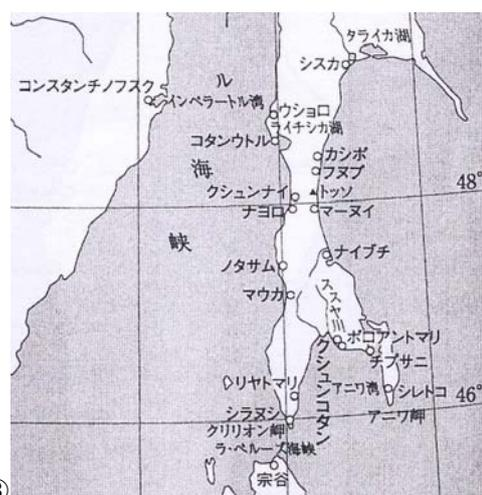 タライカ湖
シスカ
ル
コンスタンチノフスク
インペラートル湾
ウショロ
ライチシカ湖
コタンウトル
海
カシポ
フヌプ
クシュンナイ
トッソ
48°
ナヨロ
マーヌイ
峡
ナイブチ
ノタサム
マウカ
ススヤ川
ポロアントマリ
クシュンコタン
チブサニ
リヤトマリ
アニワ湾
シレトコ
シラヌシ
46°
クリリオン岬
アニワ岬
ラ・ペルーズ海峡
宗谷